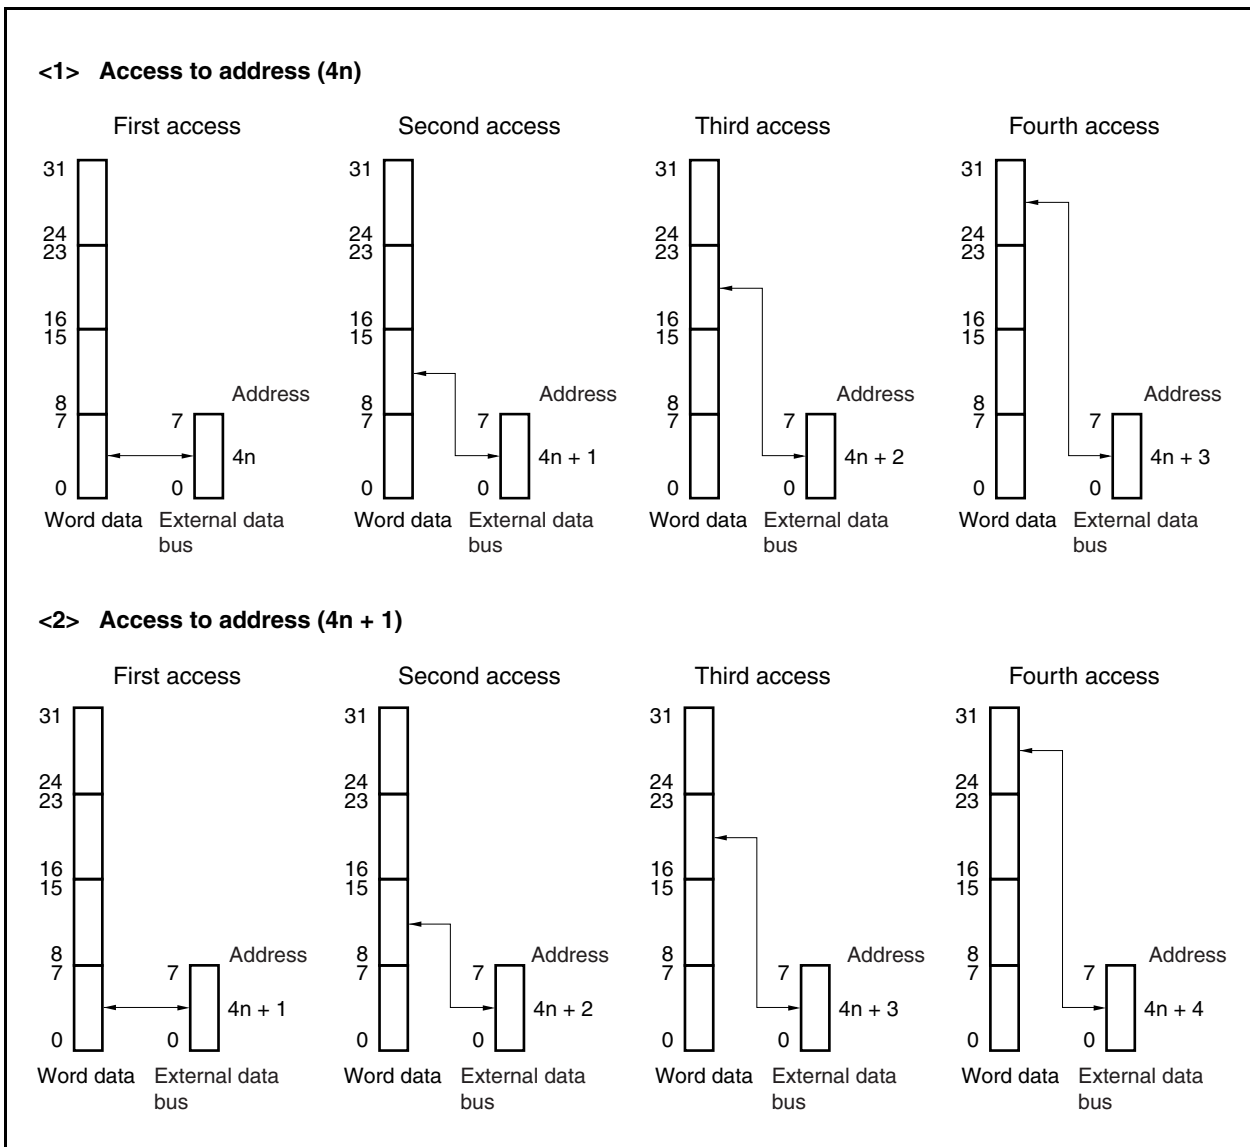 <1> Access to address (4n)
First access
Second access
Third access
Fourth access
31
31
31
31
24
24
24
24
23
23
23
23
16
16
16
16
15
15
15
15
Address
Address
Address
Address
8
8
8
8
7
7
7
7
7
7
7
7
4n
4n + 1
4n + 2
4n + 3
0
0
0
0
0
0
0
0
Word data
External data
bus
Word data
External data
bus
Word data
External data
bus
Word data
External data
bus
<2> Access to address (4n + 1)
First access
Second access
Third access
Fourth access
31
31
31
31
24
24
24
24
23
23
23
23
16
16
16
16
15
15
15
15
Address
Address
Address
Address
8
8
8
8
7
7
7
7
7
7
7
7
4n + 1
4n + 2
4n + 3
4n + 4
0
0
0
0
0
0
0
0
Word data
External data
bus
Word data
External data
bus
Word data
External data
bus
Word data
External data
bus